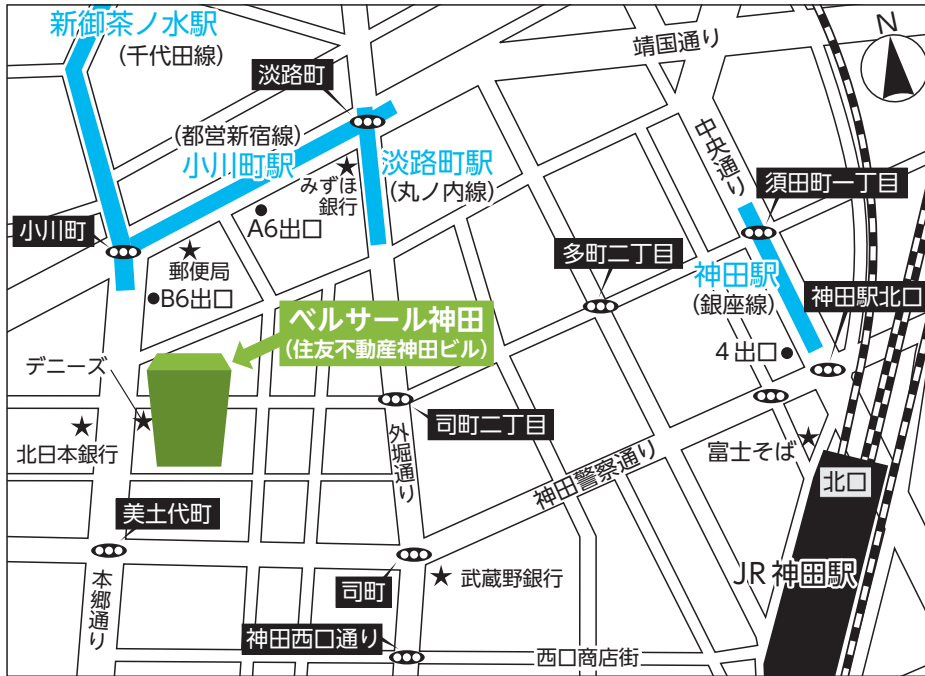 新御茶ノ水駅
(千代田線)
靖国通り
N
淡路町
(都営新宿線)
小川町駅
淡路町駅
(丸ノ内線)
みずほ
銀行
中央通り
須田町一丁目
A6出口
小川町
郵便局
B6出口
多町二丁目
神田駅
(銀座線)
神田駅北口
ベルサール神田
(住友不動産神田ビル)
4出口
デニーズ
北日本銀行
司町二丁目
外堀通り
富士そば
神田警察通り
北口
美土代町
JR神田駅
本郷通り
司町
武蔵野銀行
神田西口通り
西口商店街